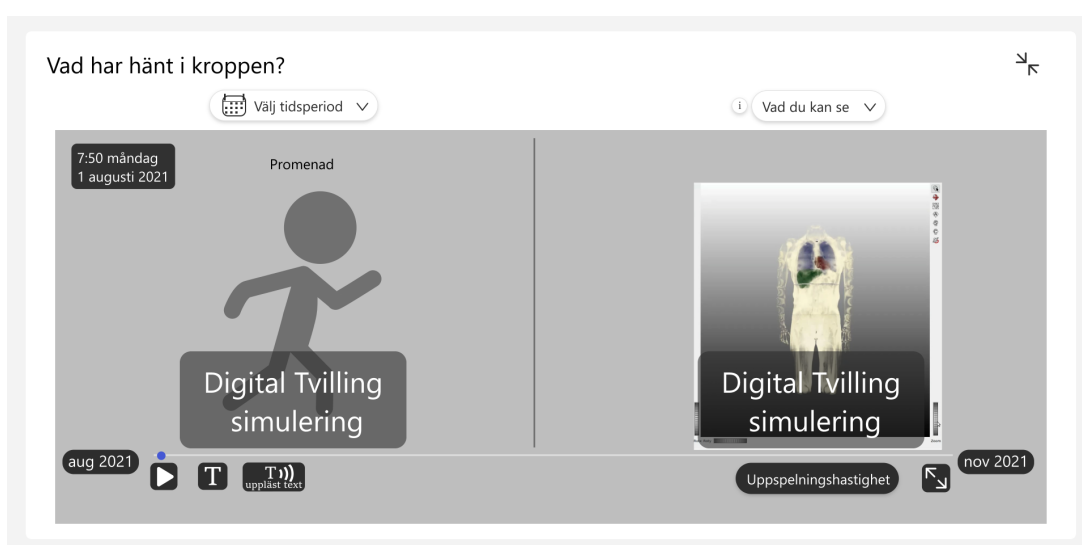 Vad har hänt i kroppen?
Välj tidsperiod
i
Vad du kan se
7:50 måndag
1 augusti 2021
Promenad
Digital Tvilling
simulering
Digital Tvilling
simulering
Zoom
aug 2021
nov 2021
T
T
uppläst text
Uppspelningshastighet